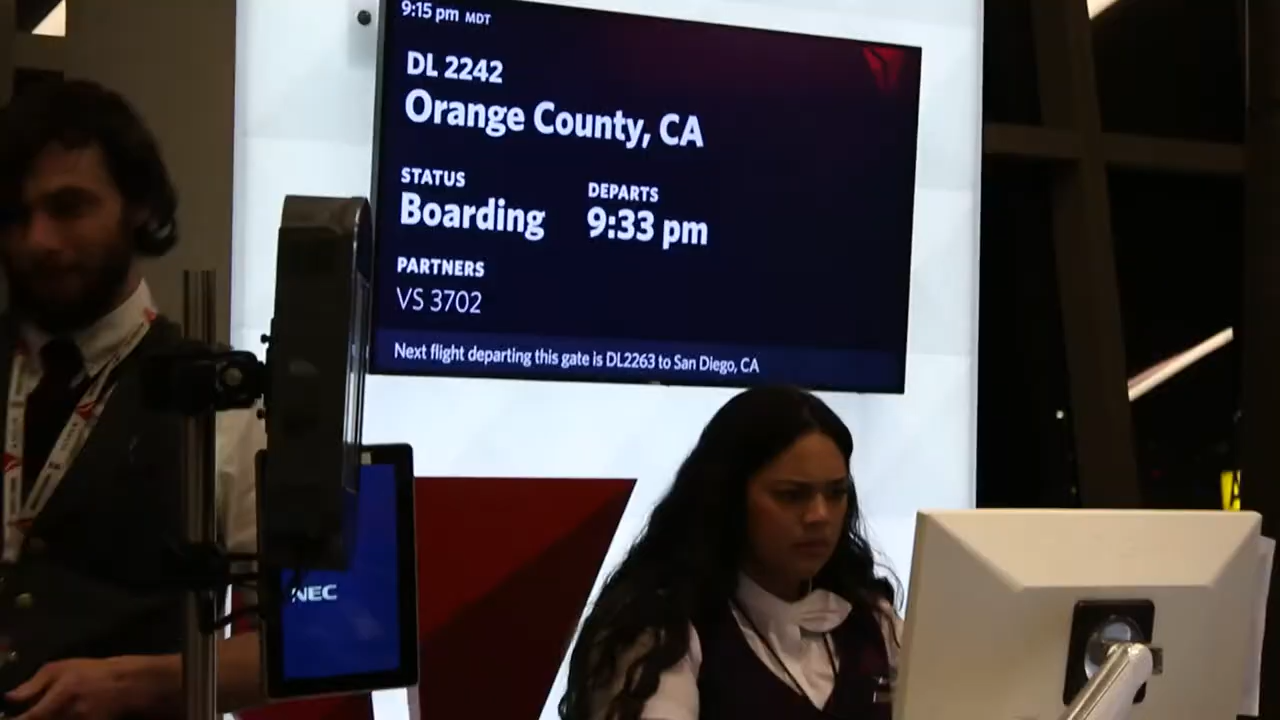 9:15 pm MDT
DL 2242
Orange County, CA
STATUS
DEPARTS
Boarding
9:33 pm
PARTNERS
VS 3702
Next flight departing this gate is DL2263 to San Diego, CA
NEC
A